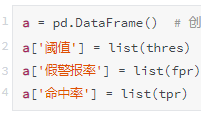 1 a = pd.DataFrame() # 创
2 a['阈值'] = list(thres)
3 a['假警报率'] = list(fpr)
4 a['命中率'] = list(tpr)